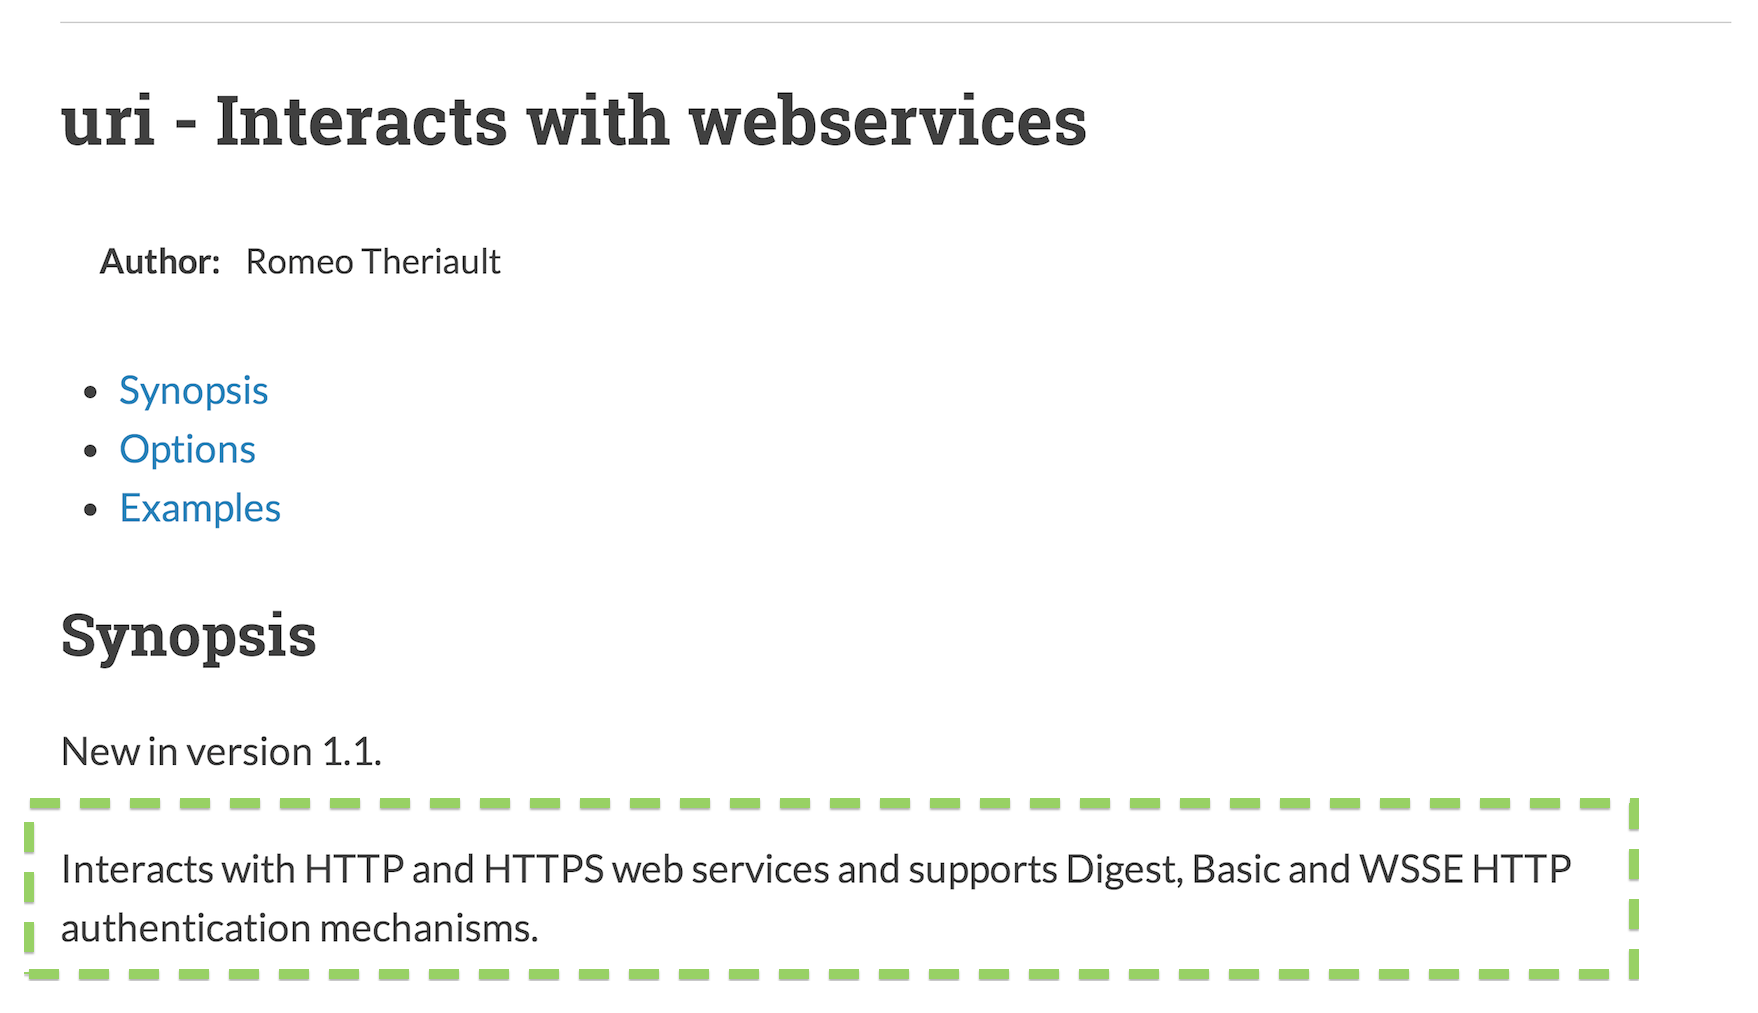 uri - Interacts with webservices
Author: Romeo Theriault
Synopsis
Options
Examples
Synopsis
New in version 1.1.
Interacts with HTTP and HTTPS web services and supports Digest, Basic and WSSE HTTP
authentication mechanisms.